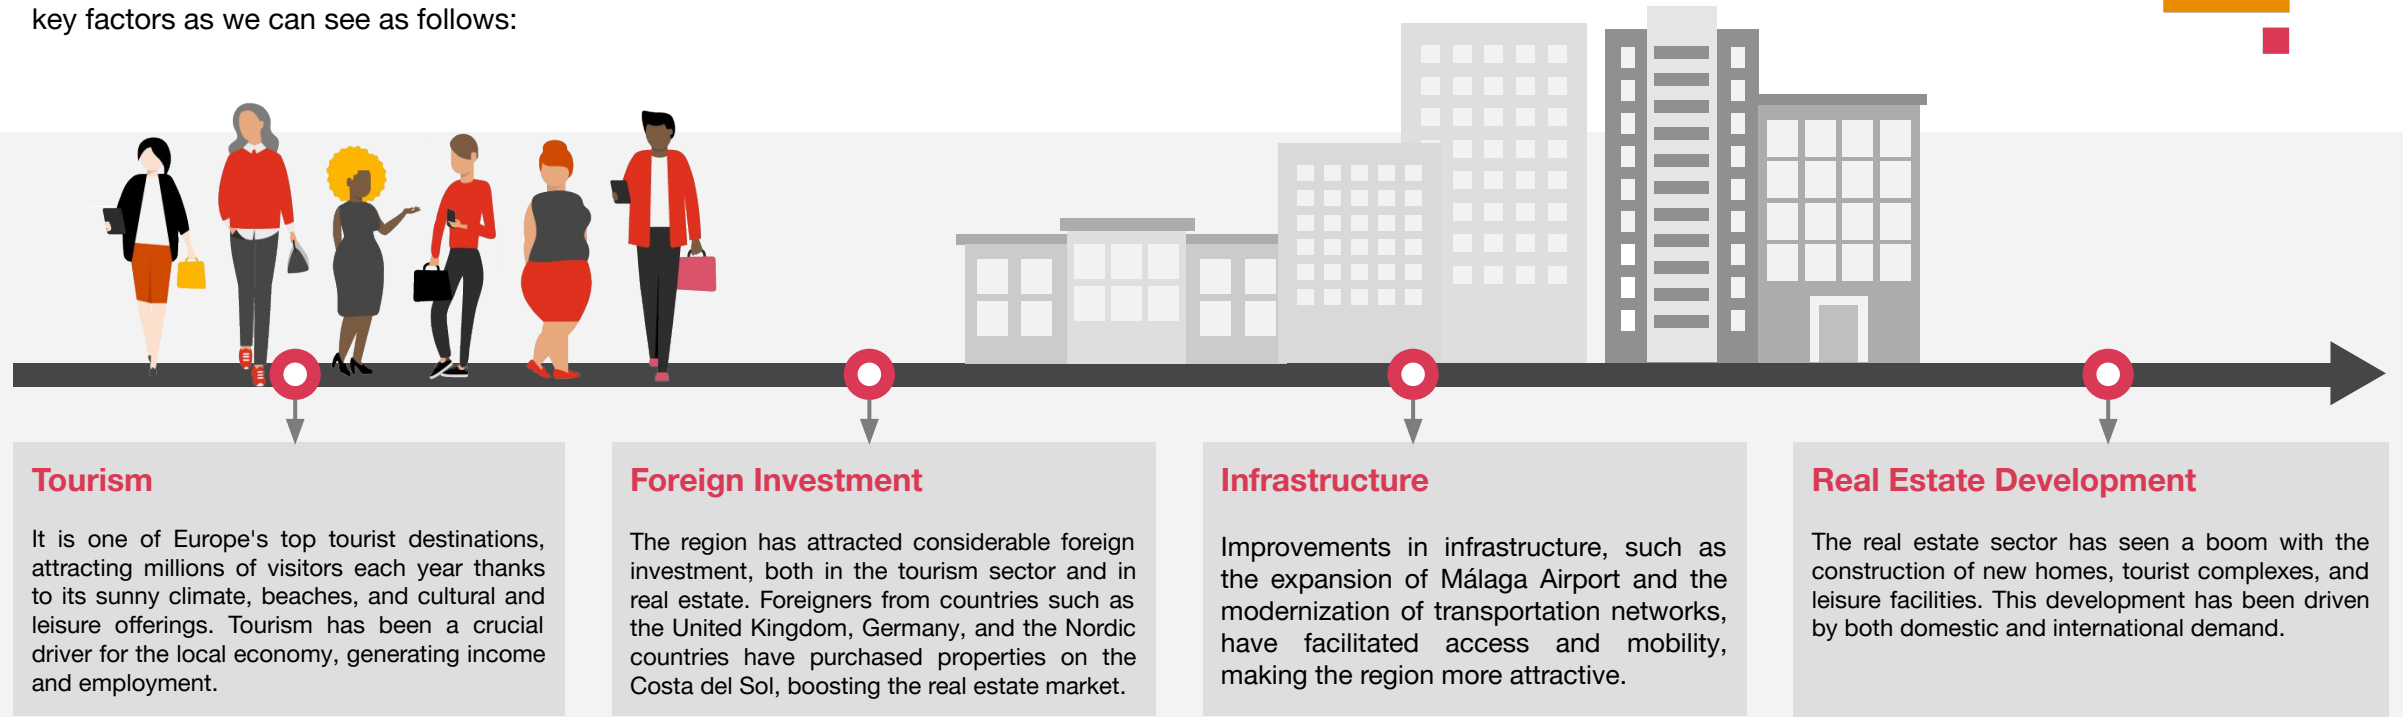 key factors as we can see as follows:
Tourism
It is one of Europe's top tourist destinations,
attracting millions of visitors each year thanks
to its sunny climate, beaches, and cultural and
leisure offerings. Tourism has been a crucial
driver for the local economy, generating income
and employment.
Foreign Investment
The region has attracted considerable foreign
investment, both in the tourism sector and in
real estate. Foreigners from countries such as
the United Kingdom, Germany, and the Nordic
countries have purchased properties on the
Costa del Sol, boosting the real estate market.
Infrastructure
Improvements in infrastructure, such as
the expansion of Málaga Airport and the
modernization of transportation networks,
have facilitated access and mobility,
making the region more attractive.
Real Estate Development
The real estate sector has seen a boom with the
construction of new homes, tourist complexes, and
leisure facilities. This development has been driven
by both domestic and international demand.